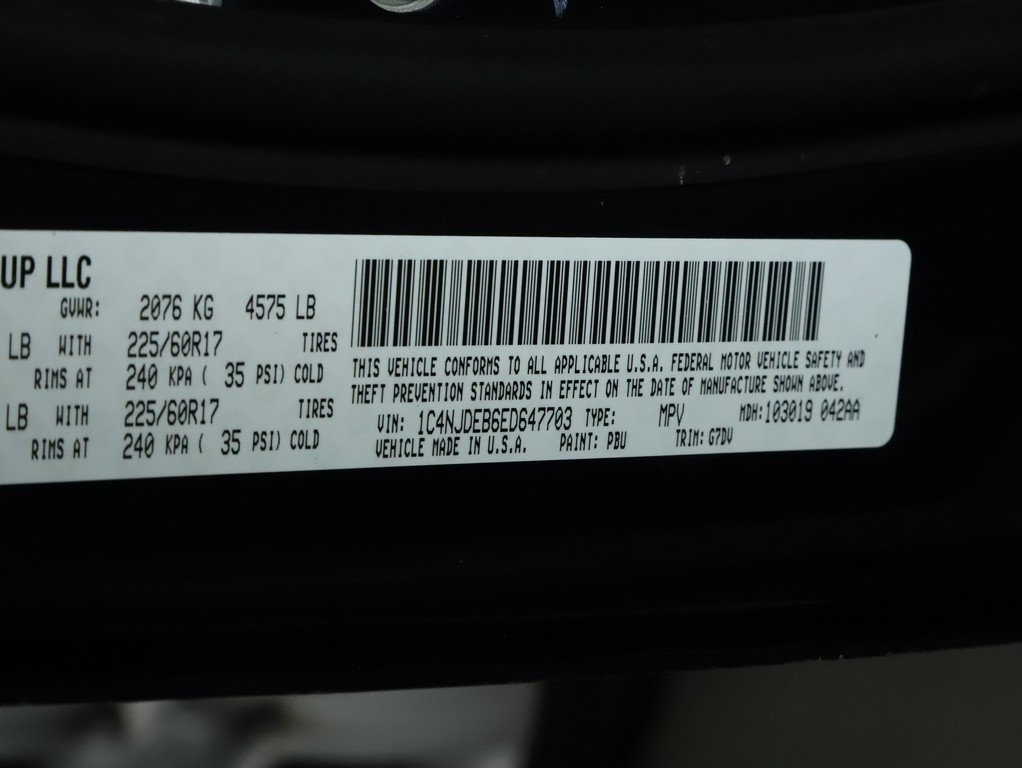 UP LLC
GVWR: 2076 KG 4575 LB
LB WITH 225/60R17 TIRES
RIMS AT 240 KPA ( 35 PSI) COLD
LB WITH 225/60R17 TIRES
RIMS AT 240 KPA ( 35 PSI) COLD
THIS VEHICLE CONFORMS TO ALL APPLICABLE U.S.A. FEDERAL MOTOR VEHICLE SAFETY AND
THEFT PREVENTION STANDARDS IN EFFECT ON THE DATE OF MANUFACTURE SHOWN ABOVE.
VIN: 1C4NJDEB6ED647703 TYPE: MPV MDH:103019 042AA
VEHICLE MADE IN U.S.A. PAINT: PBU TRIM: G7DV